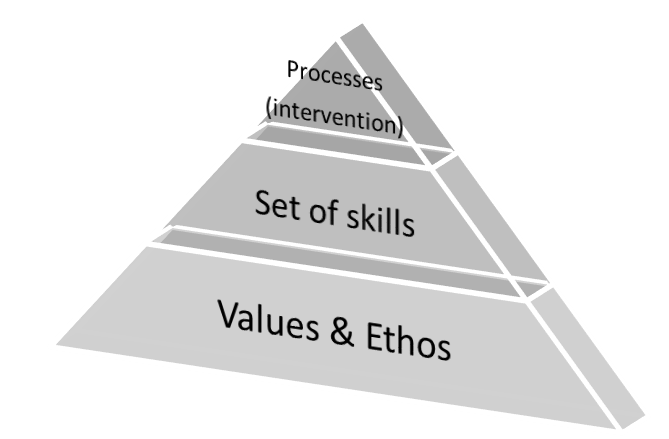 Processes
(intervention)
Set of skills
Values & Ethos